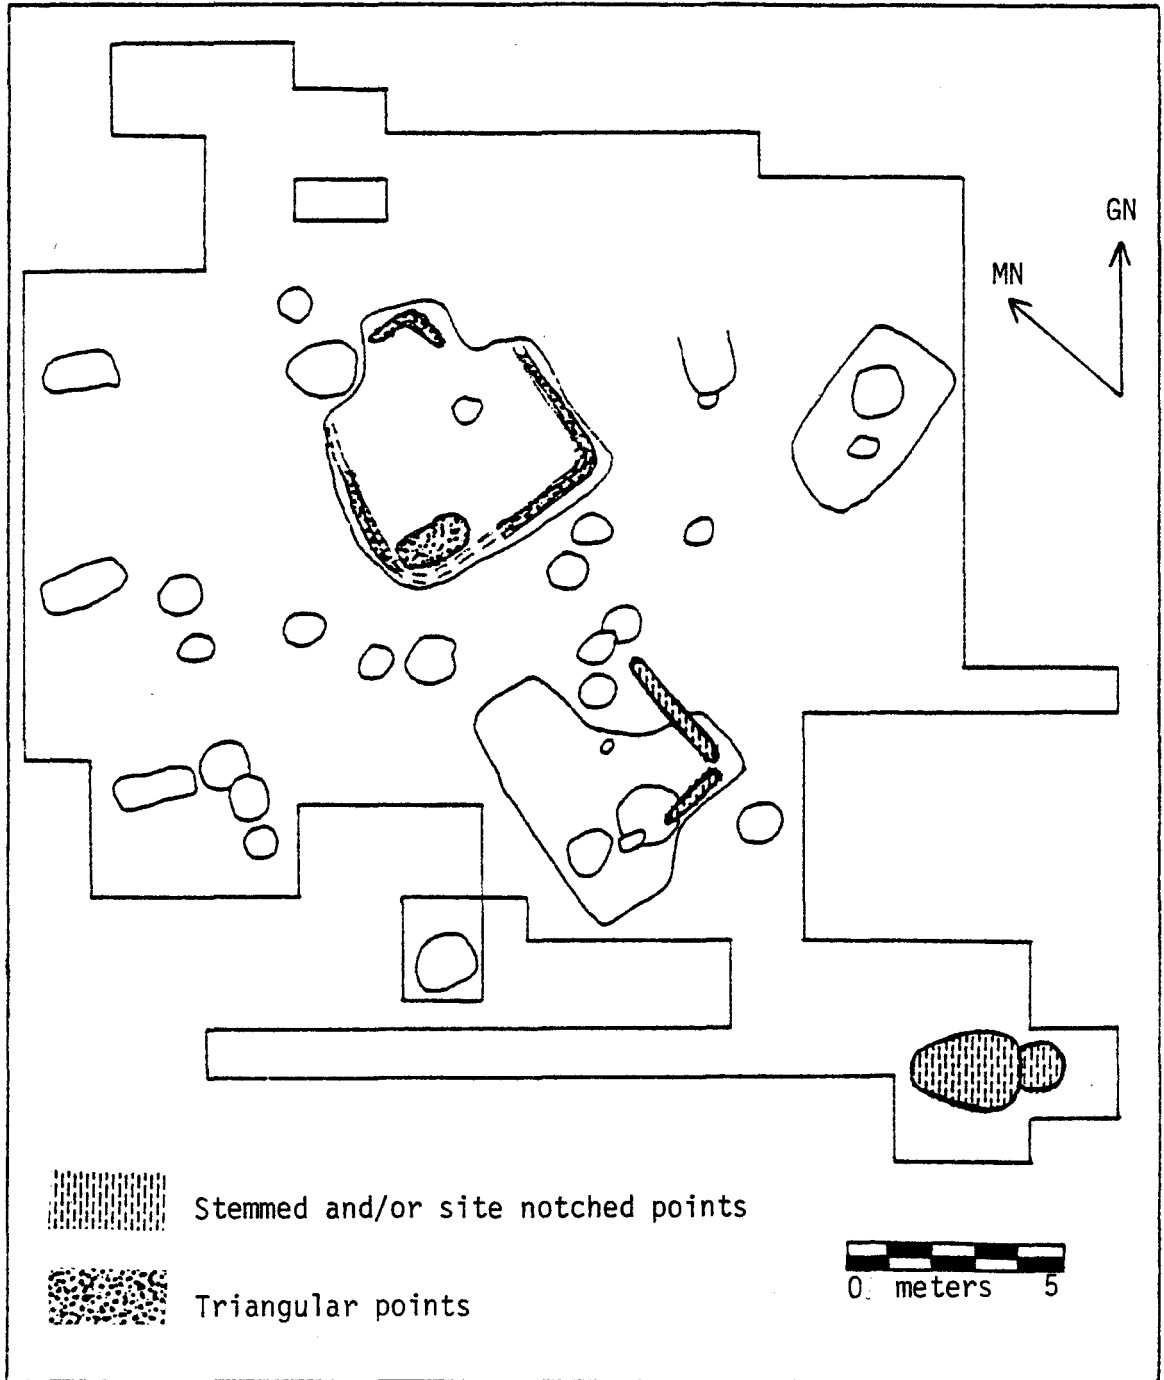 GN
MN
Stemmed and/or site notched points
Triangular points
0 meters 5